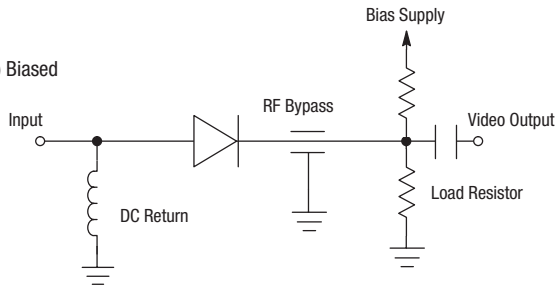 Bias Supply
Biased
Input
RF Bypass
Video Output
DC Return
Load Resistor